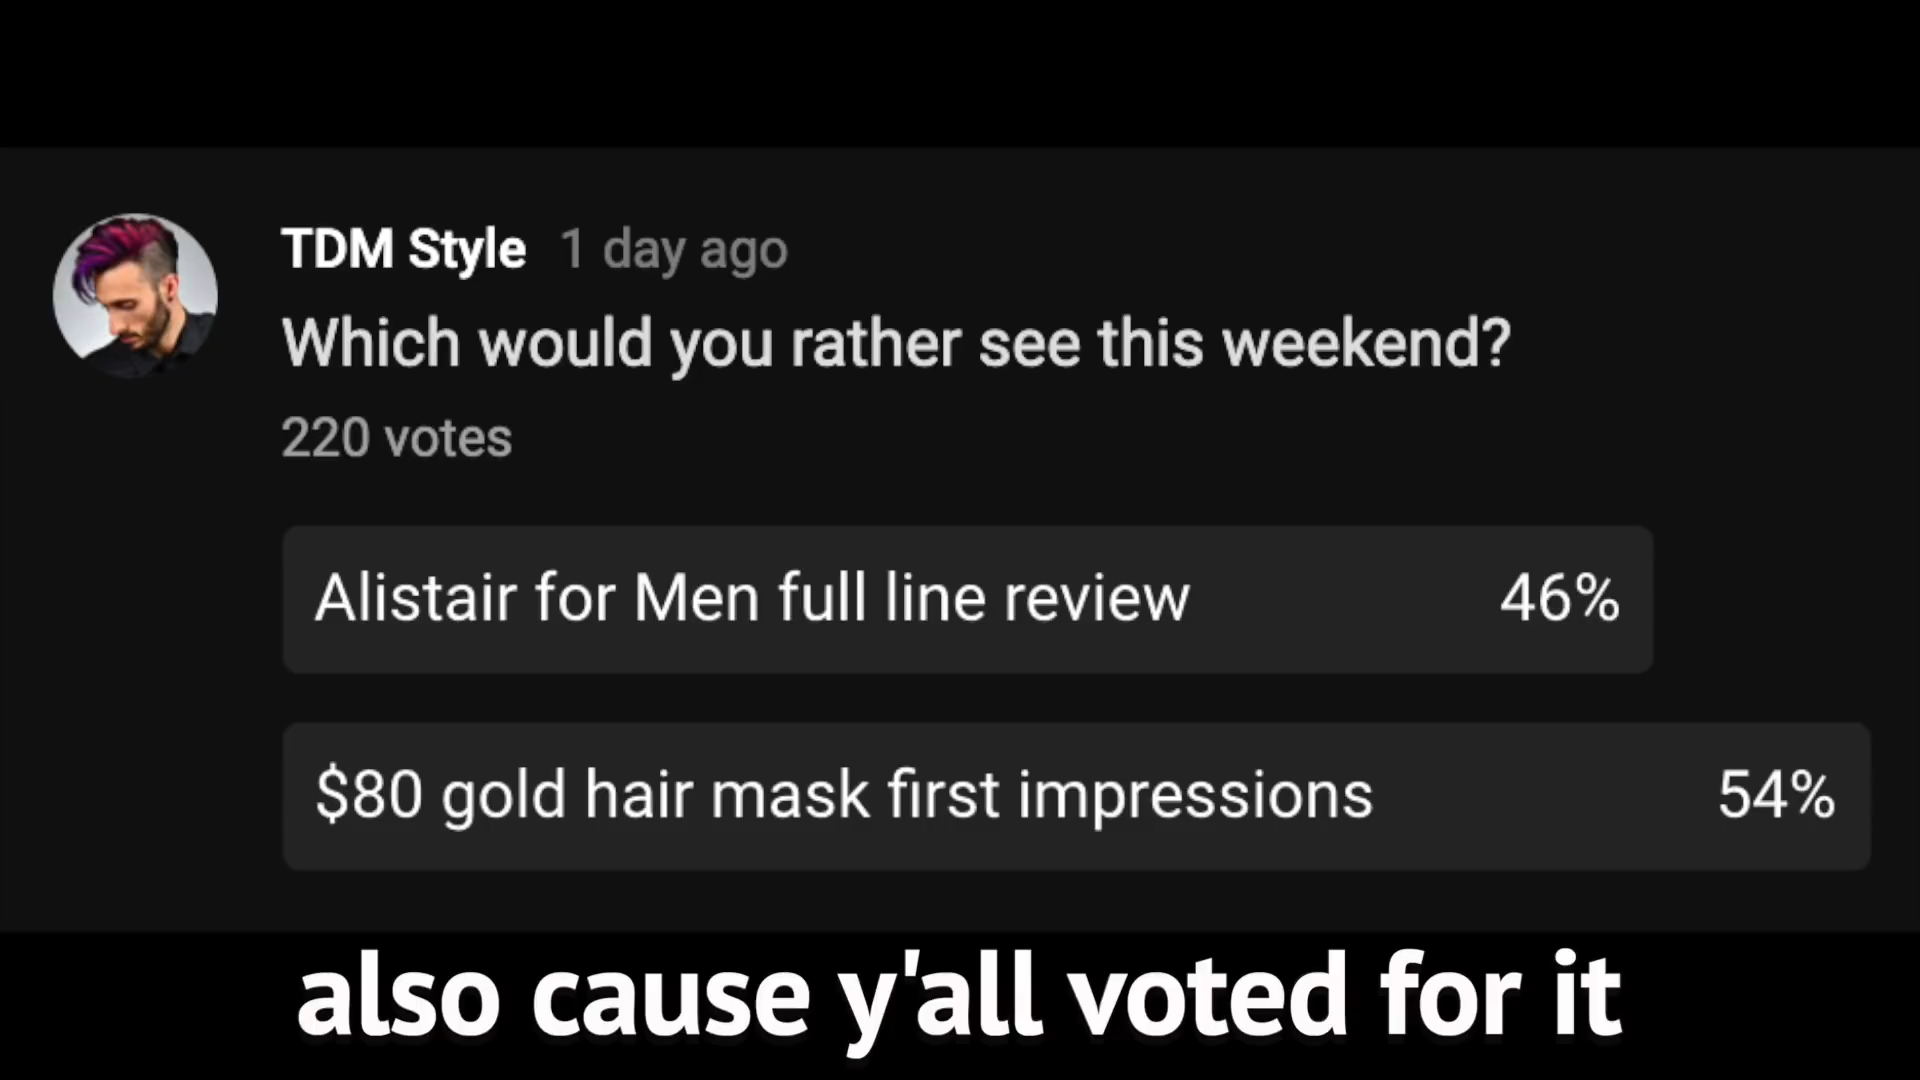 TDM Style 1 day ago
Which would you rather see this weekend?
220 votes
Alistair for Men full line review 46%
$80 gold hair mask first impressions 54%
also cause y'all voted for it